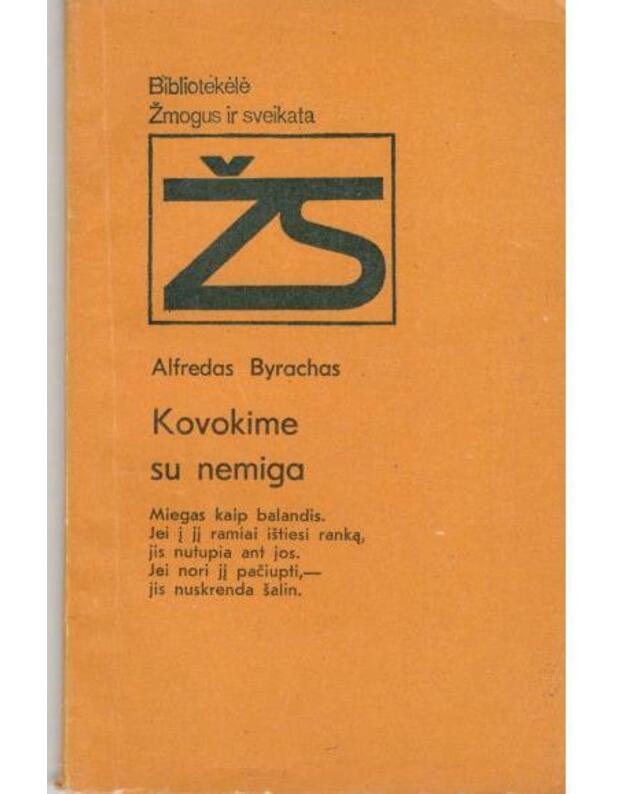 Bibliotėkėlė
Žmogus ir sveikata
ŽS
Alfredas Byrachas
Kovokime
su nemiga
Miegas kaip balandis.
Jei į jį ramiai ištiesi ranką,
jis nutupia ant jos.
Jei nori jį pačiupti,—
jis nuskrenda šalin.